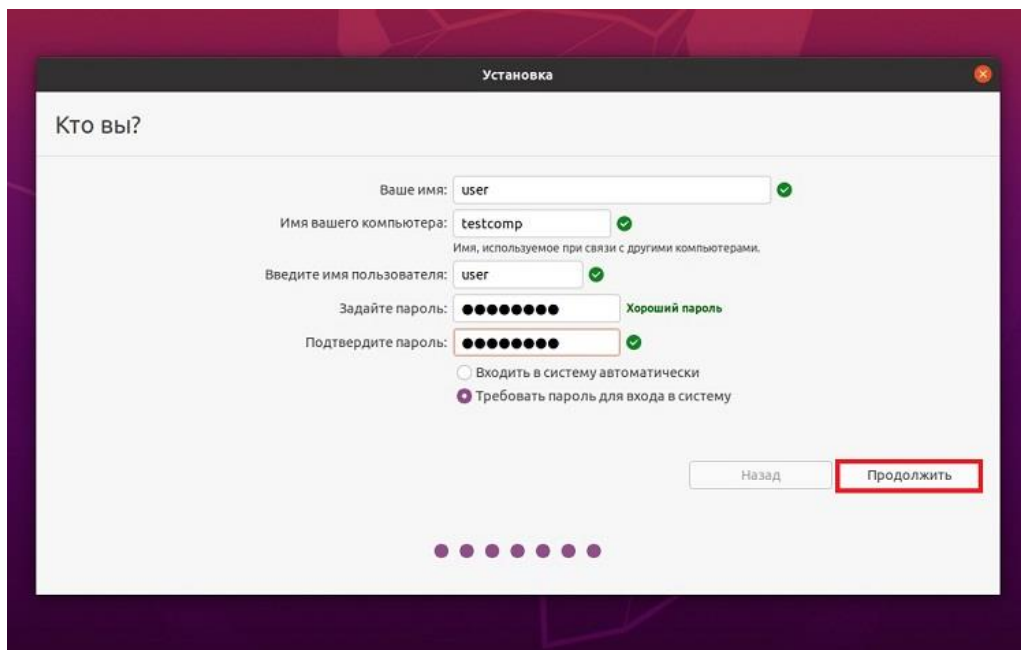 Установка
Кто вы?
Ваше имя: user
Имя вашего компьютера: testcomp
Имя, используемое при связи с другими компьютерами.
Введите имя пользователя: user
Задайте пароль: ●●●●●●●● Хороший пароль
Подтвердите пароль: ●●●●●●●●
Входить в систему автоматически
Требовать пароль для входа в систему
Назад Продолжить